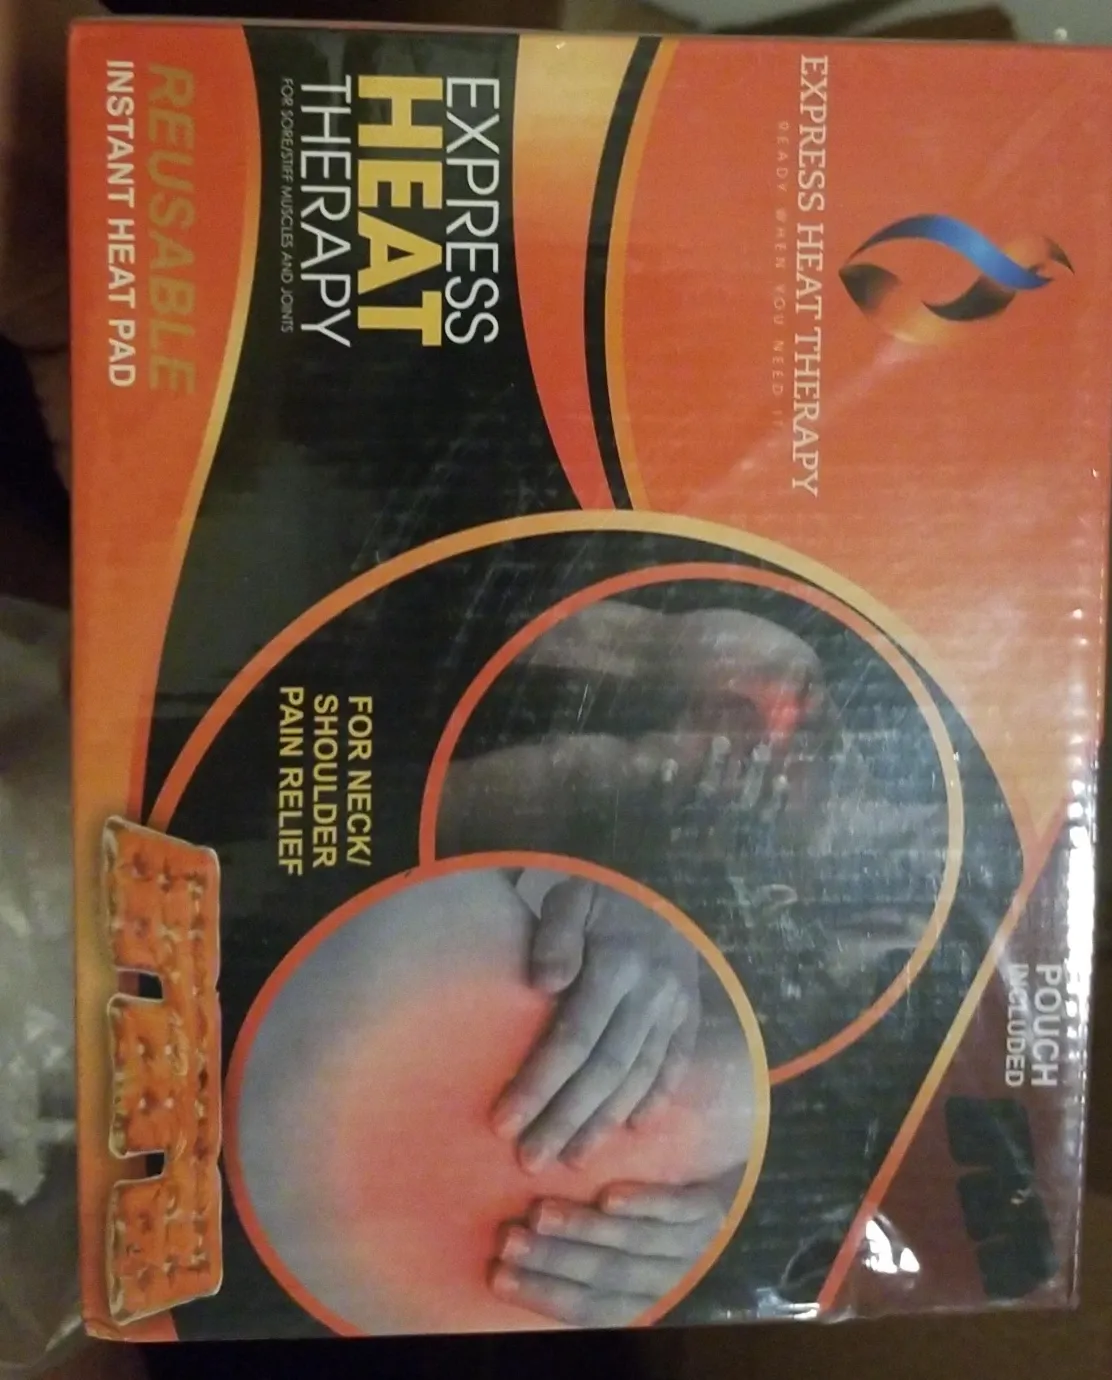 EXPRESS HEAT THERAPY
READY WHEN YOU NEED IT
POUCH
INCLUDED
EXPRESS
HEAT
THERAPY
FOR SORE/STIFF MUSCLES AND JOINTS
FOR NECK/
SHOULDER
PAIN RELIEF
REUSABLE
INSTANT HEAT PAD